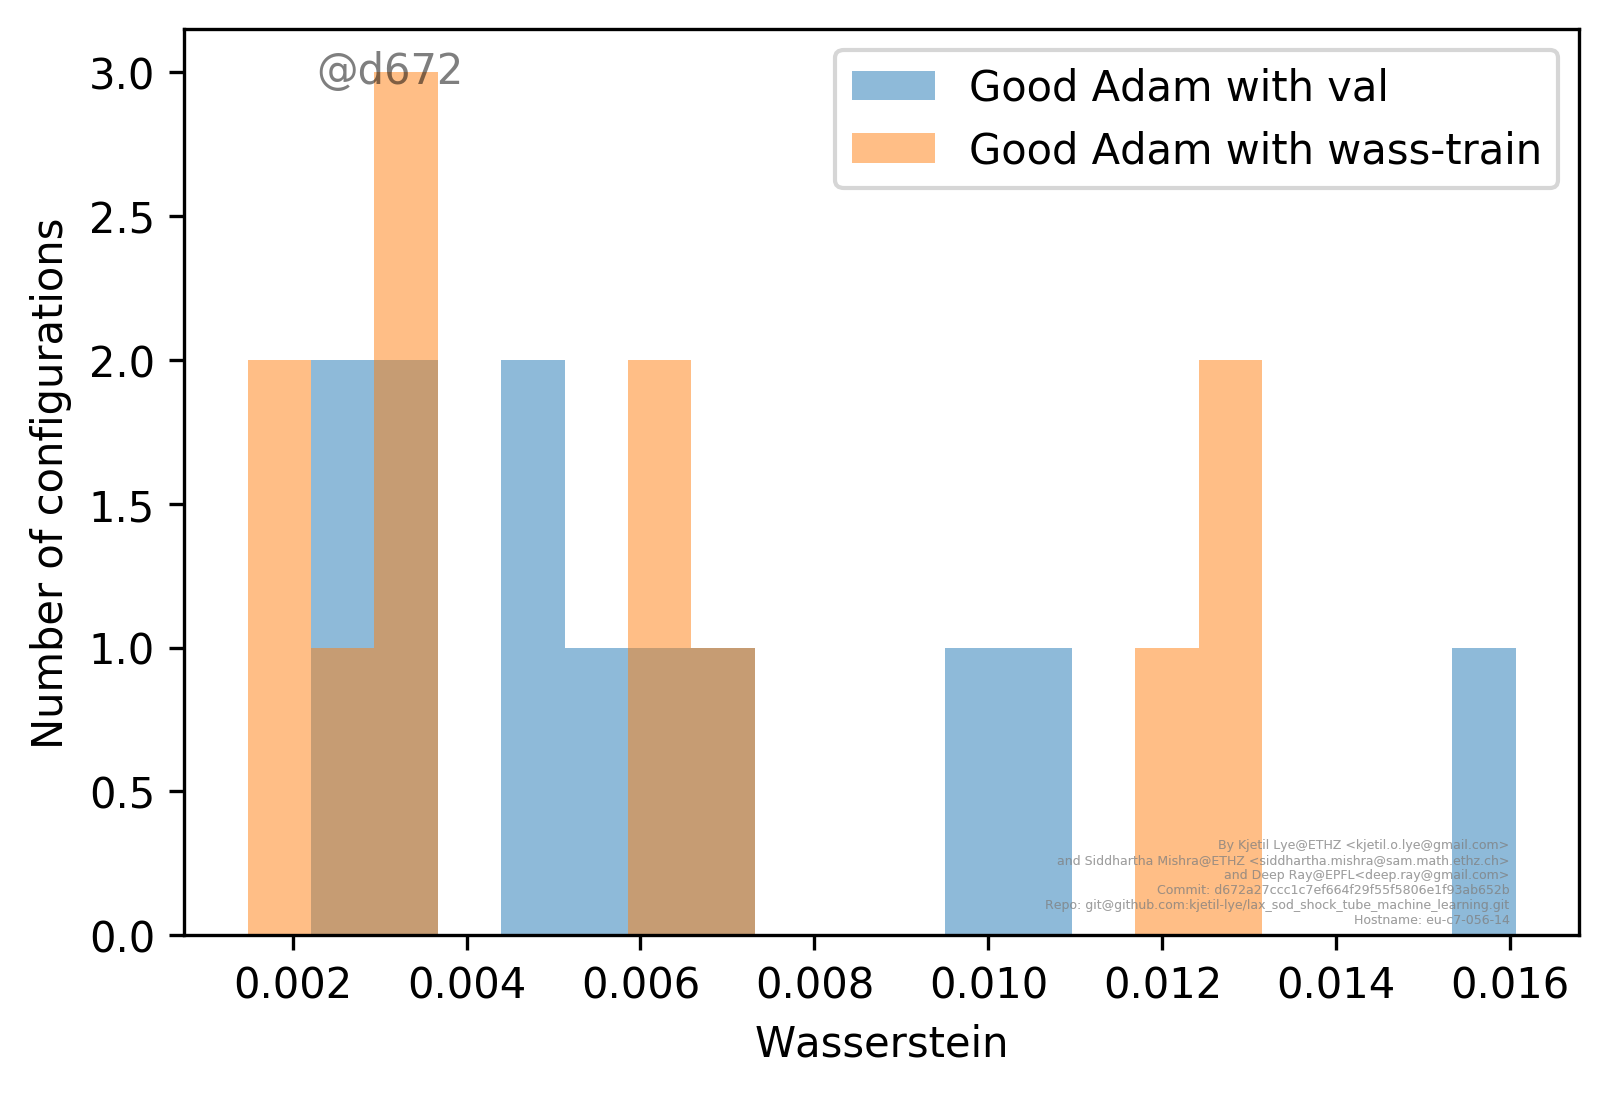 @d672
Good Adam with val
Good Adam with wass-train
3.0
2.5
2.0
1.5
1.0
0.5
0.0
Number of configurations
By Kjetil Lye@ETHZ <kjetil.o.lye@gmail.com>
and Siddhartha Mishra@ETHZ <siddhartha.mishra@sam.math.ethz.ch>
and Deep Ray@EPFL<deep.ray@gmail.com>
Commit: d672a27ccc1c7ef664f29f55f5806e1f93ab652b
Repo: git@github.com:kjetil-lye/lax_sod_shock_tube_machine_learning.git
Hostname: eu-c7-056-14
0.002 0.004 0.006 0.008 0.010 0.012 0.014 0.016
Wasserstein